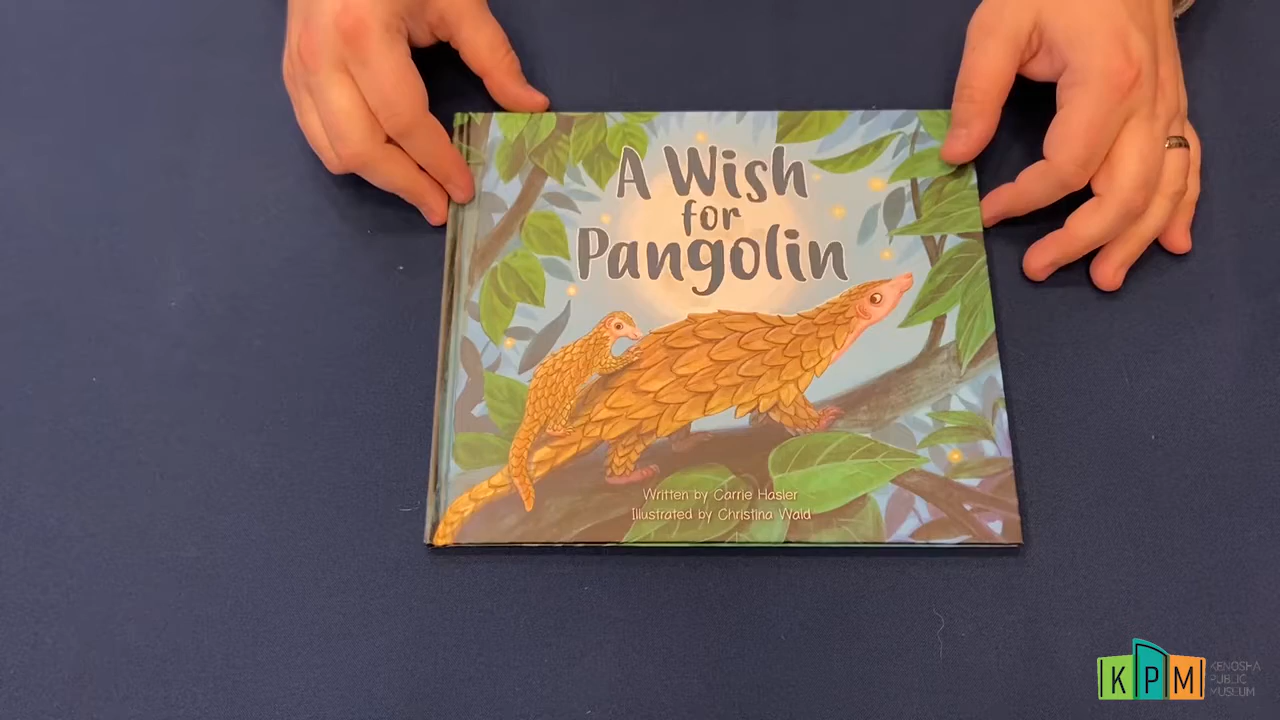 A Wish
for
Pangolin
Written by Carrie Hasler
Illustrated by Christina Wald
KPM
KENOSHA
PUBLIC
MUSEUM